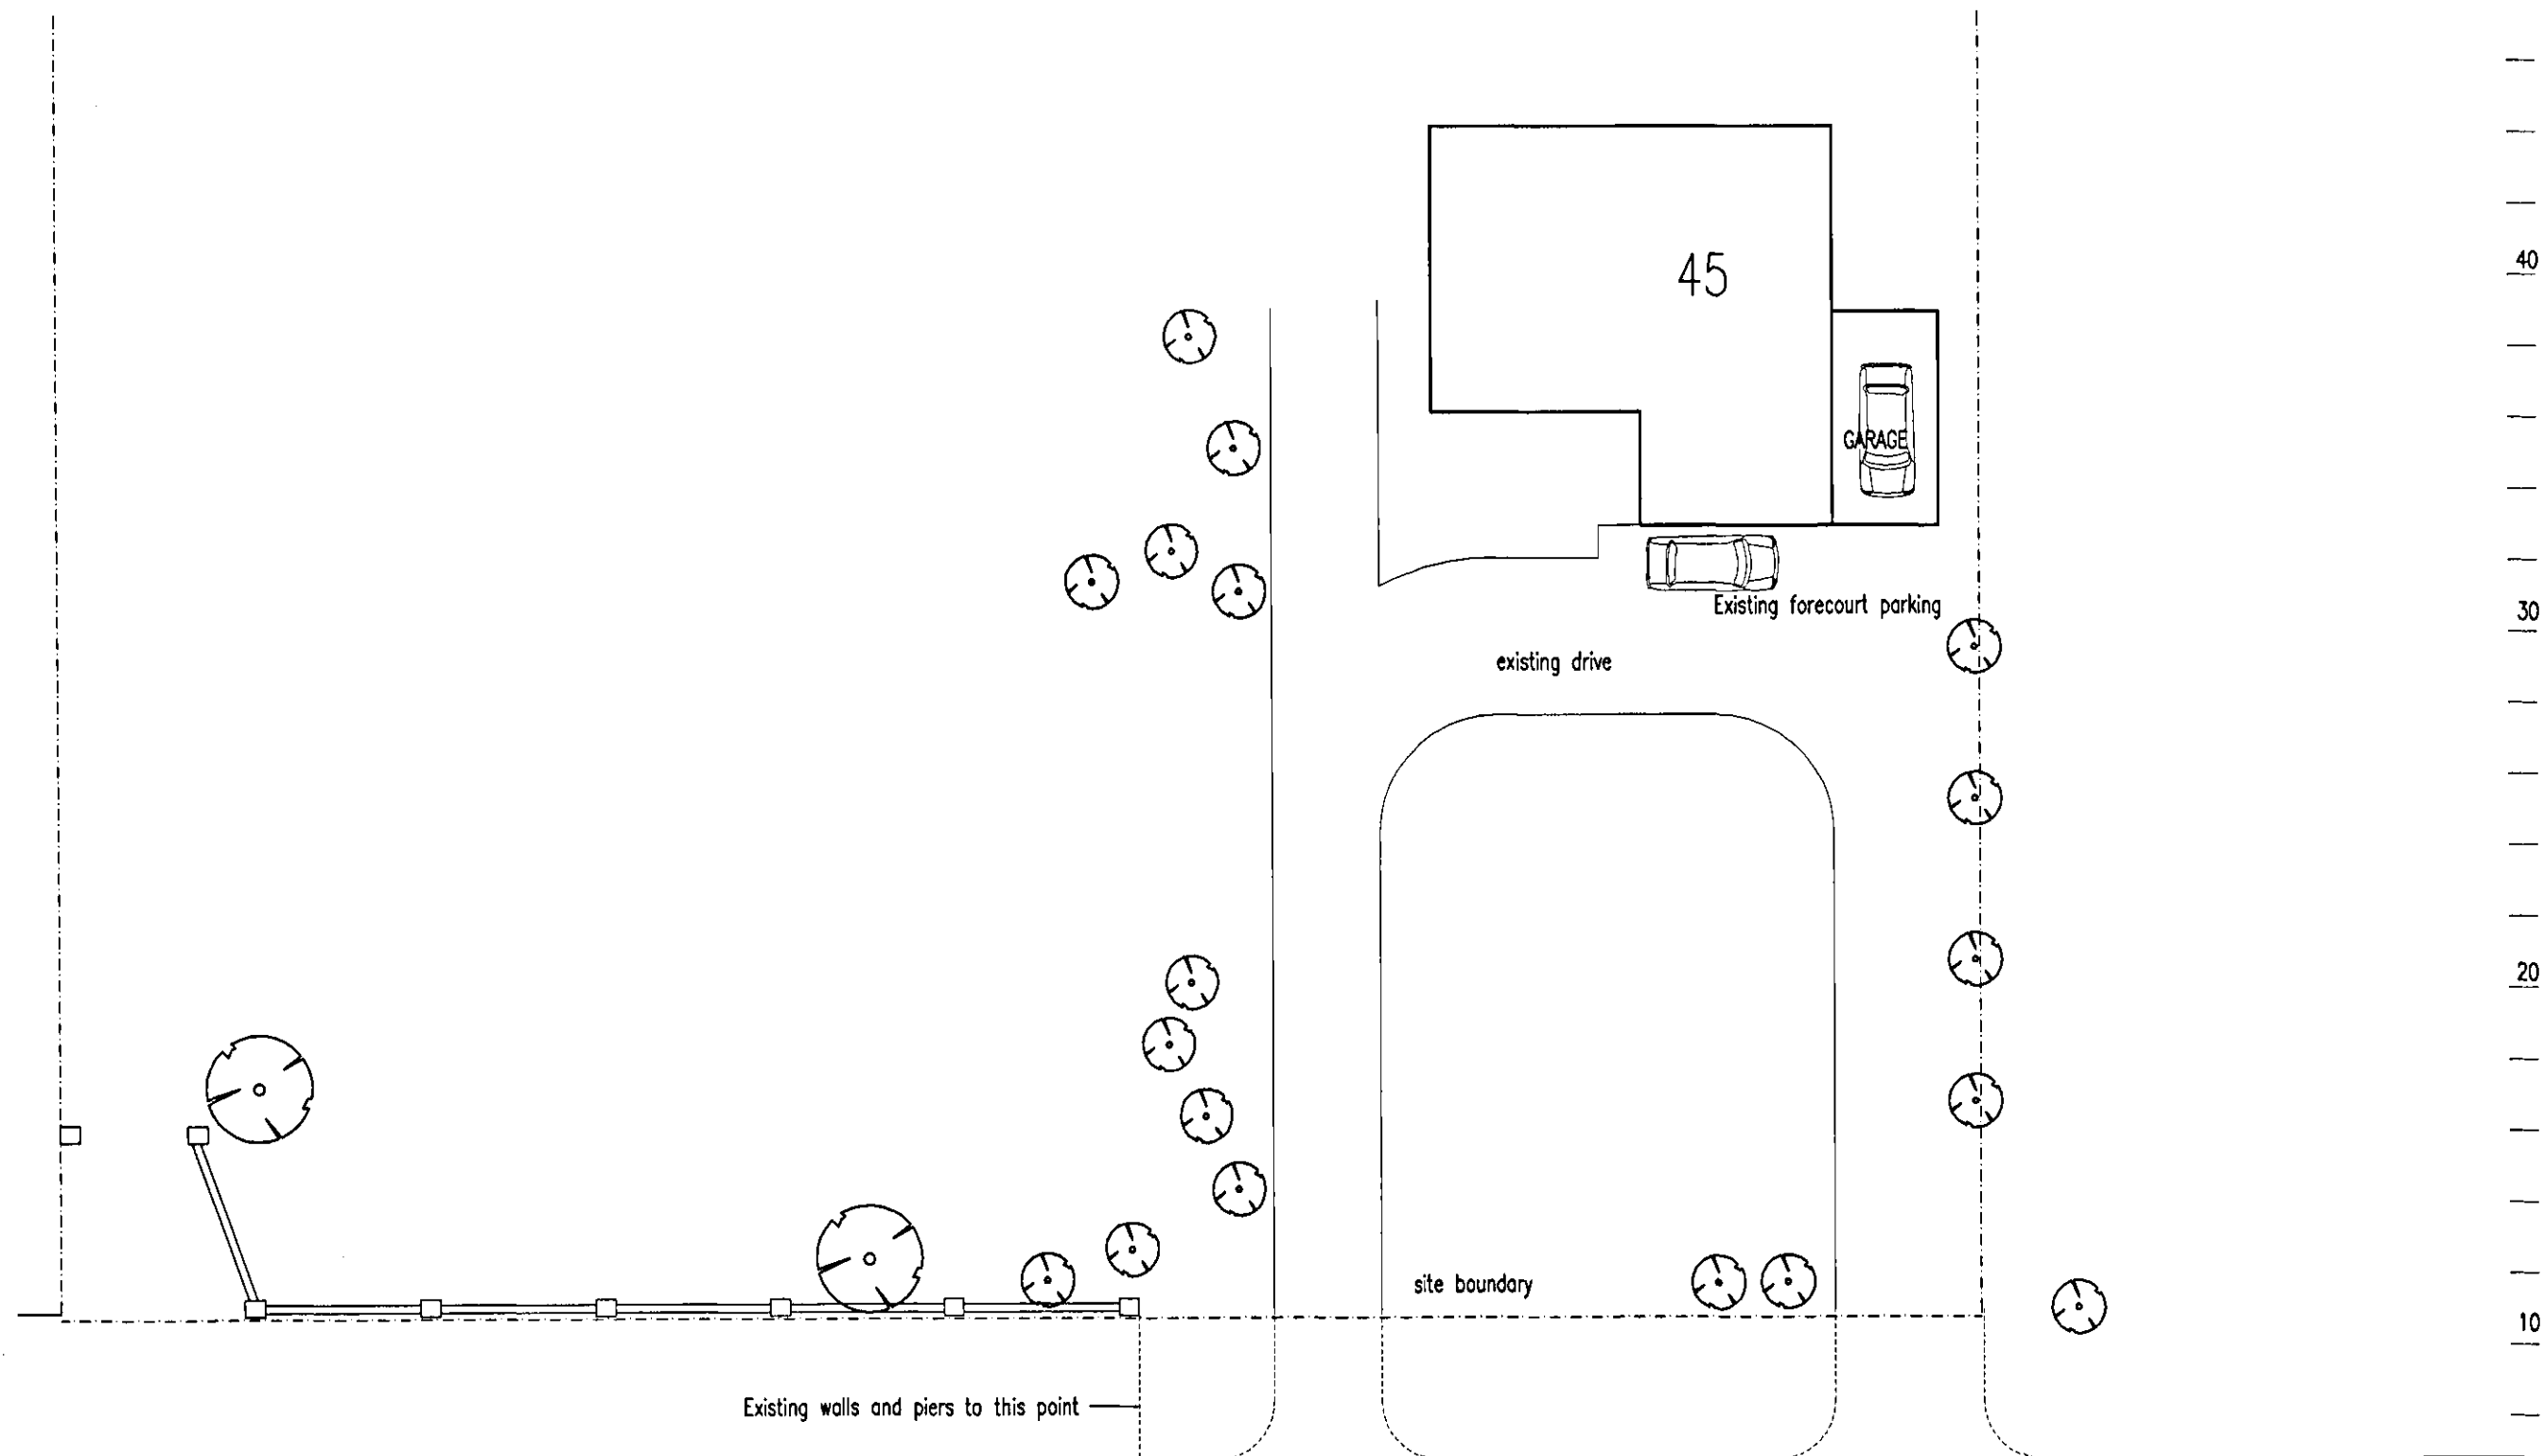 45
40
GARAGE
Existing forecourt parking
30
existing drive
20
site boundary
10
Existing walls and piers to this point